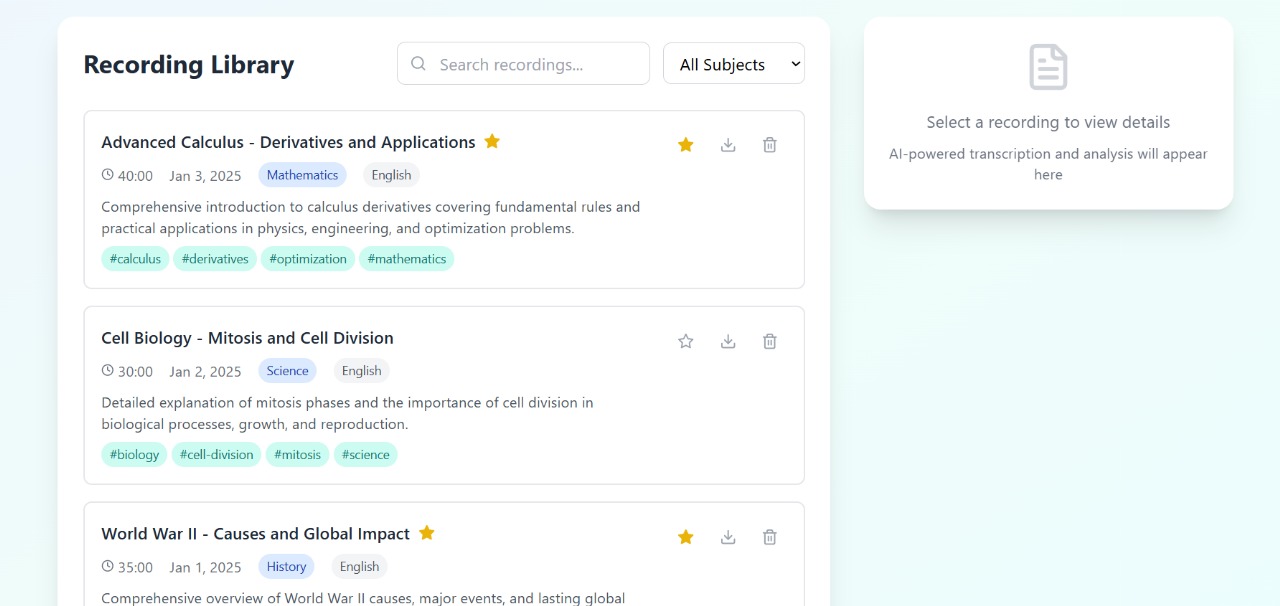 Recording Library
Search recordings...
All Subjects
Advanced Calculus - Derivatives and Applications
40:00 Jan 3, 2025 Mathematics English
Comprehensive introduction to calculus derivatives covering fundamental rules and
practical applications in physics, engineering, and optimization problems.
#calculus #derivatives #optimization #mathematics
Cell Biology - Mitosis and Cell Division
30:00 Jan 2, 2025 Science English
Detailed explanation of mitosis phases and the importance of cell division in
biological processes, growth, and reproduction.
#biology #cell-division #mitosis #science
World War II - Causes and Global Impact
35:00 Jan 1, 2025 History English
Comprehensive overview of World War II causes, major events, and lasting global
Select a recording to view details
AI-powered transcription and analysis will appear
here